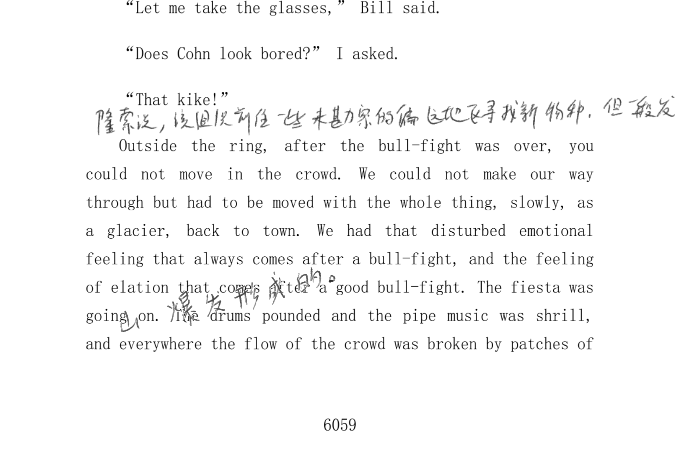 “Let me take the glasses,” Bill said.
“Does Cohn look bored?” I asked.
“That kike!”
隆索说，该组织前往一些未勘察的偏远地区寻找新物种，但一般发
Outside the ring, after the bull-fight was over, you
could not move in the crowd. We could not make our way
through but had to be moved with the whole thing, slowly, as
a glacier, back to town. We had that disturbed emotional
feeling that always comes after a bull-fight, and the feeling
of elation that comes after a good bull-fight. The fiesta was
山爆发形成的。
going on. The drums pounded and the pipe music was shrill,
and everywhere the flow of the crowd was broken by patches of
6059